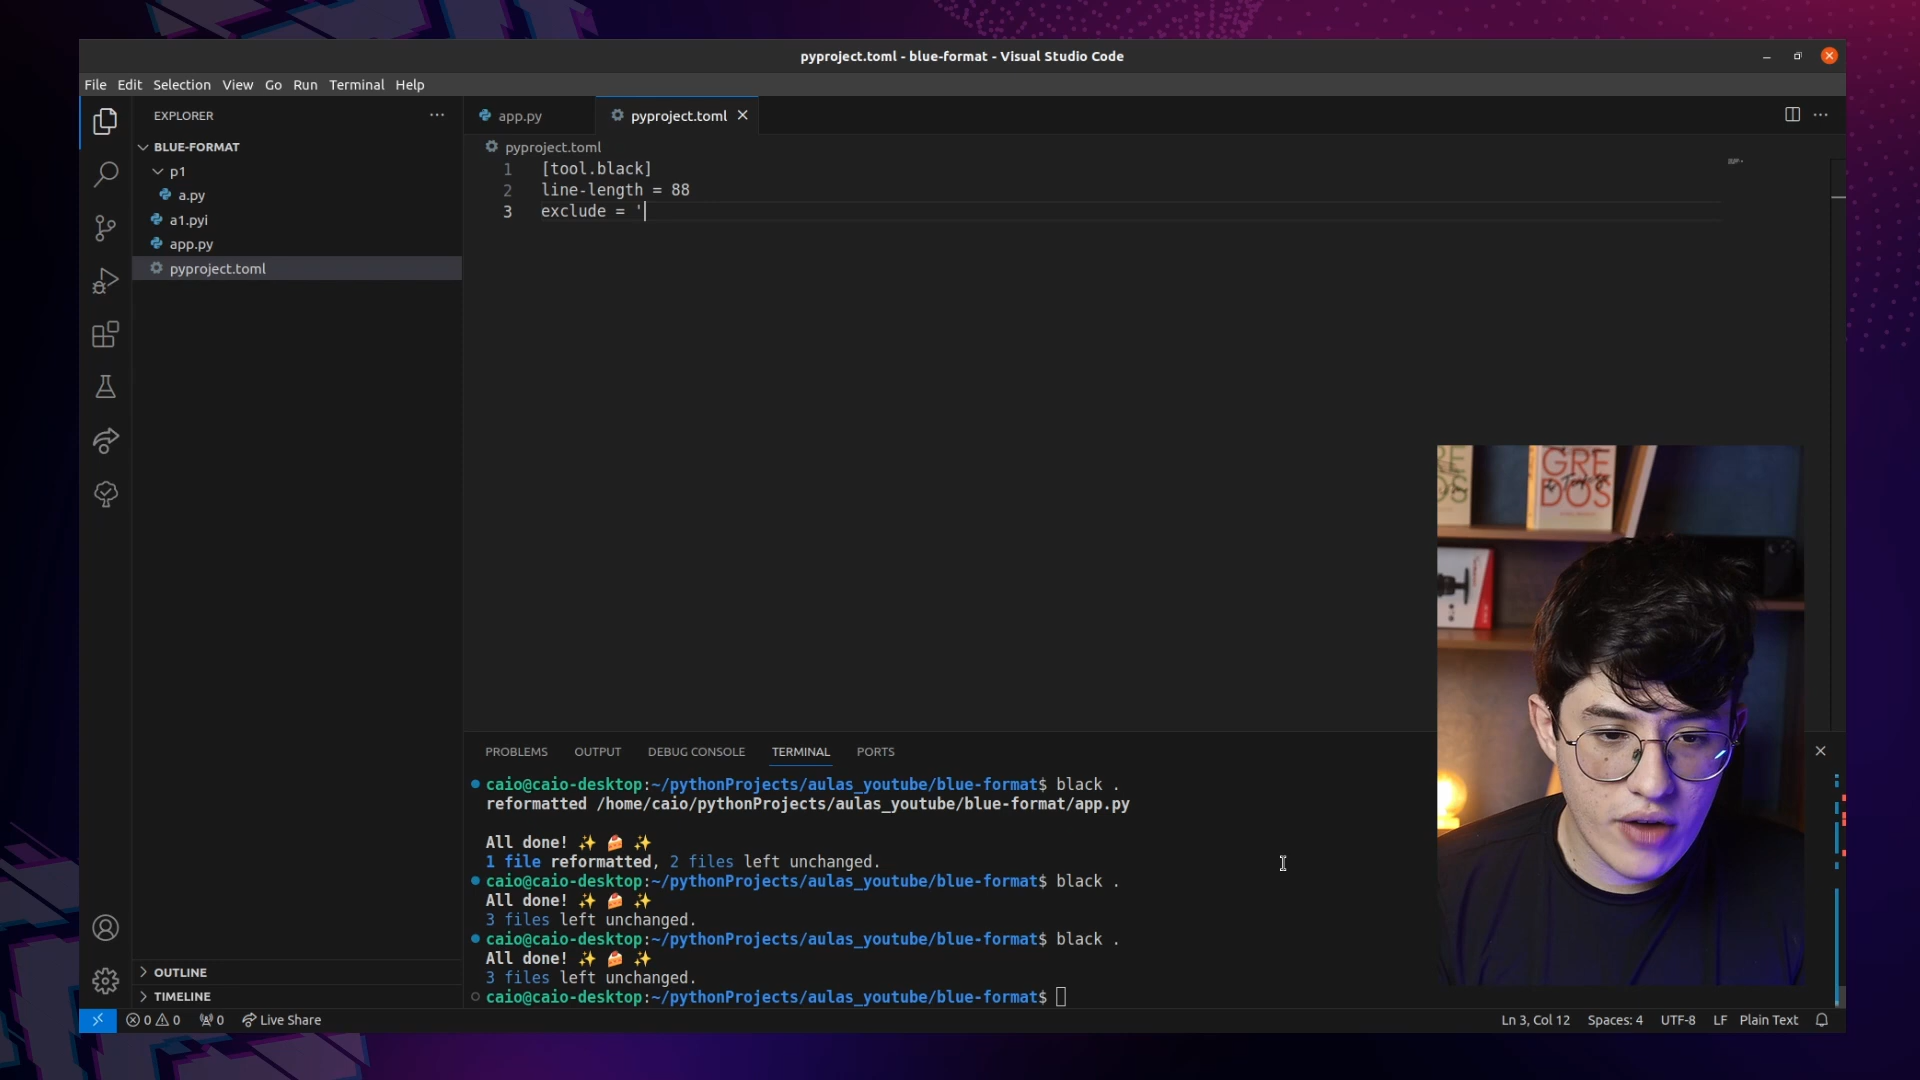 pyproject.toml - blue-format - Visual Studio Code
File Edit Selection View Go Run Terminal Help
EXPLORER
BLUE-FORMAT
p1
a.py
a1.pyi
app.py
pyproject.toml
OUTLINE
TIMELINE
app.py
pyproject.toml
pyproject.toml
1 [tool.black]
2 line-length = 88
3 exclude = '
PROBLEMS OUTPUT DEBUG CONSOLE TERMINAL PORTS
caio@caio-desktop:~/pythonProjects/aulas_youtube/blue-format$ black .
reformatted /home/caio/pythonProjects/aulas_youtube/blue-format/app.py
All done! ✨ 🍰 ✨
1 file reformatted, 2 files left unchanged.
caio@caio-desktop:~/pythonProjects/aulas_youtube/blue-format$ black .
All done! ✨ 🍰 ✨
3 files left unchanged.
caio@caio-desktop:~/pythonProjects/aulas_youtube/blue-format$ black .
All done! ✨ 🍰 ✨
3 files left unchanged.
caio@caio-desktop:~/pythonProjects/aulas_youtube/blue-format$
GRE
DOS
0 0 0 Live Share
Ln 3, Col 12 Spaces: 4 UTF-8 LF Plain Text